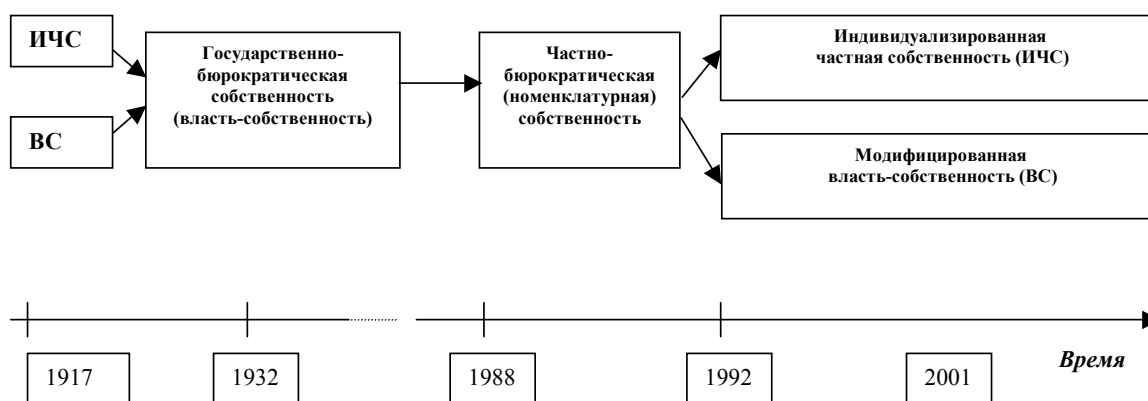 ИЧС
ВС
Государственно-
бюрократическая
собственность
(власть-собственность)
Частно-
бюрократическая
(номенклатурная)
собственность
Индивидуализированная
частная собственность (ИЧС)
Модифицированная
власть-собственность (ВС)
Время
1917
1932
1988
1992
2001